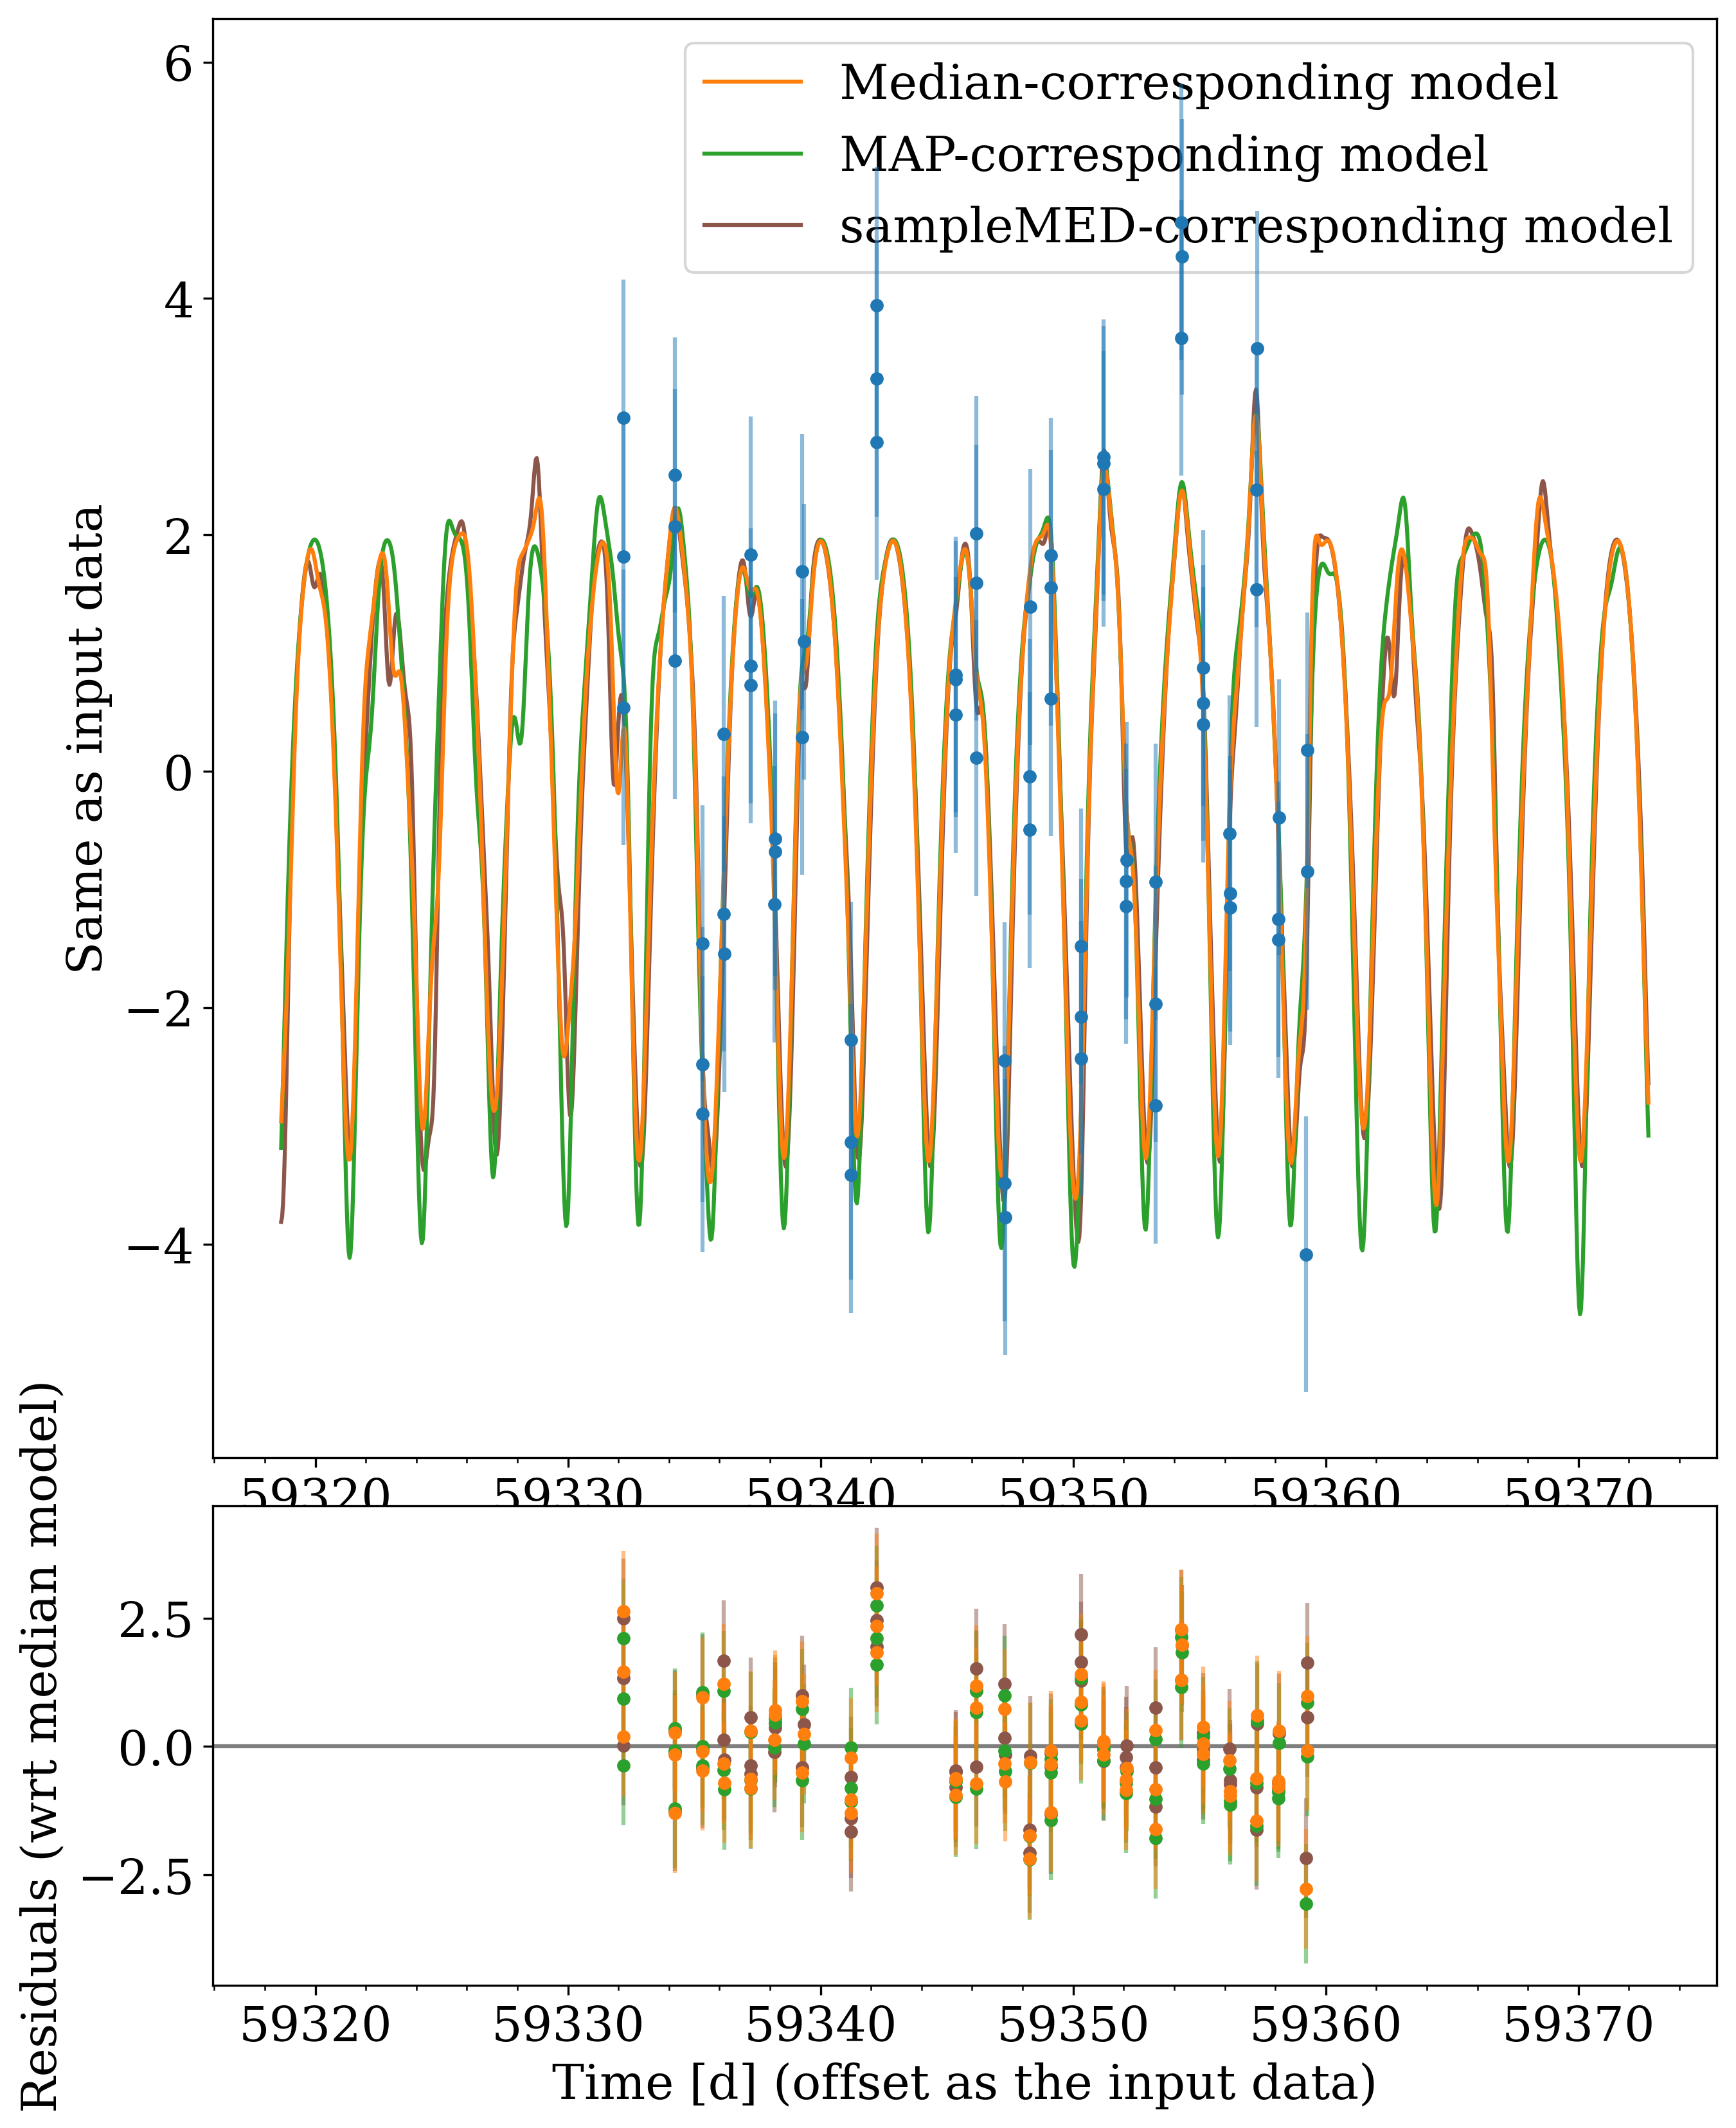 Median-corresponding model
MAP-corresponding model
sampleMED-corresponding model
6
4
2
0
−2
−4
Same as input data
59320 59330 59340 59350 59360 59370
2.5
0.0
−2.5
Residuals (wrt median model)
59320 59330 59340 59350 59360 59370
Time [d] (offset as the input data)